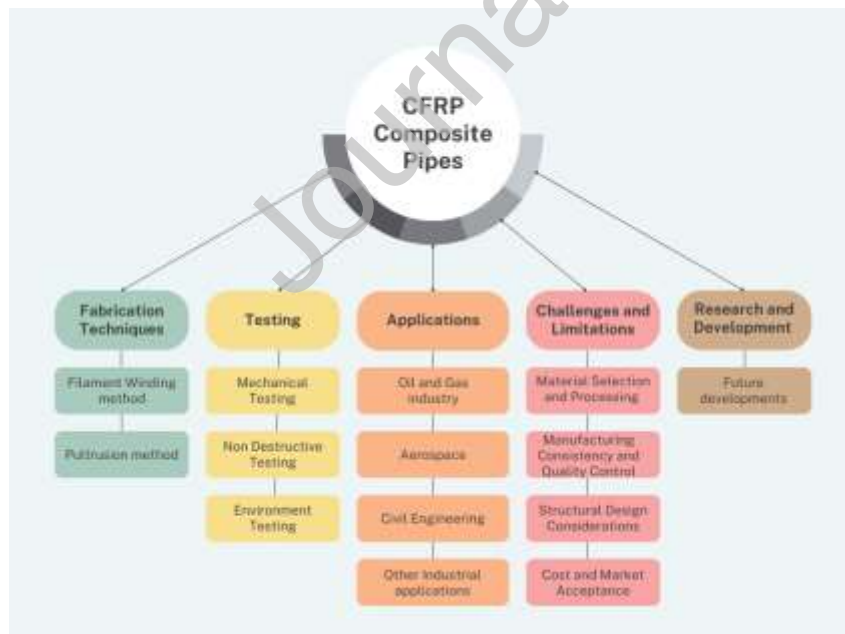 Journa
CFRP
Composite
Pipes
Fabrication
Techniques
Filament Winding
method
Pultrusion method
Testing
Mechanical
Testing
Non Destructive
Testing
Environment
Testing
Applications
Oil and Gas
industry
Aerospace
Civil Engineering
Other Industrial
applications
Challenges and
Limitations
Material Selection
and Processing
Manufacturing
Consistency and
Quality Control
Structural Design
Considerations
Cost and Market
Acceptance
Research and
Development
Future
developments